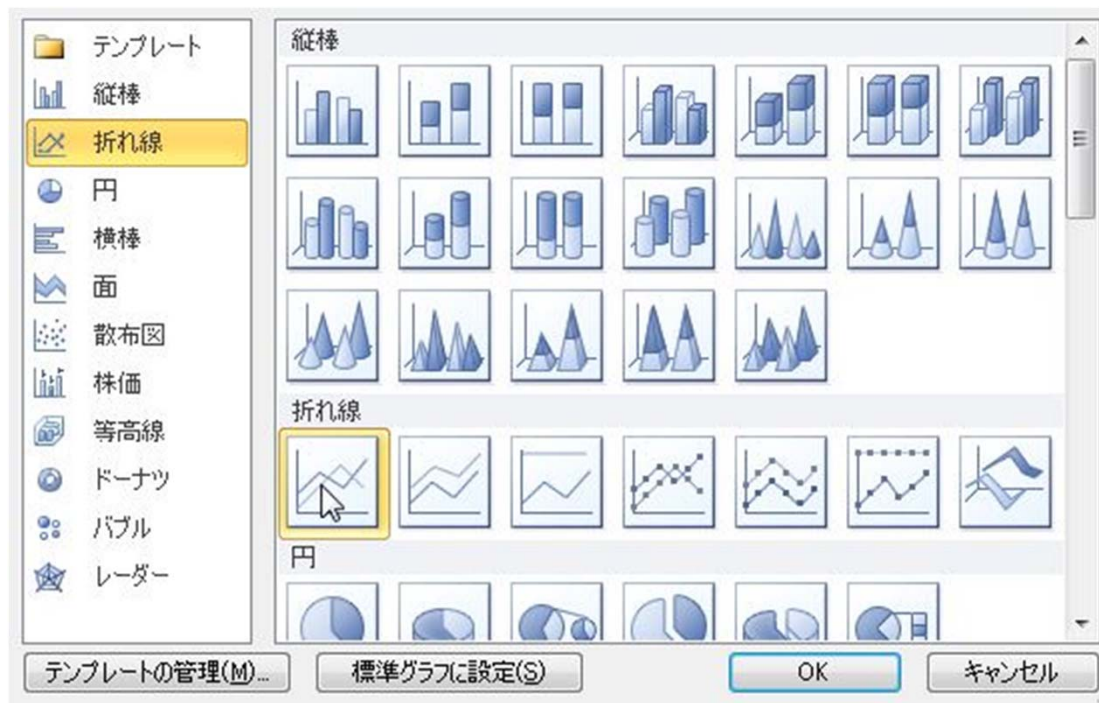 テンプレート
縦棒
折れ線
円
横棒
面
散布図
株価
等高線
ドーナツ
バブル
レーダー
縦棒
折れ線
円
テンプレートの管理(M)...
標準グラフに設定(S)
OK
キャンセル